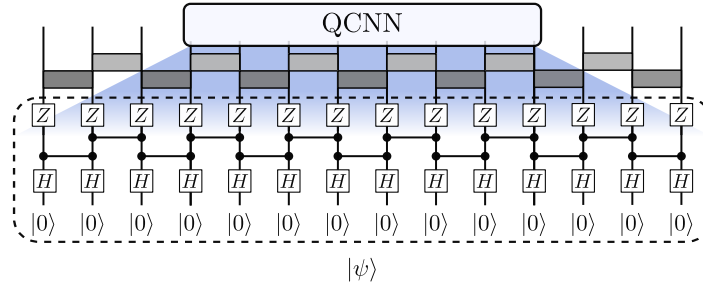 QCNN
Z Z Z Z Z Z Z Z Z Z Z Z Z Z
H H H H H H H H H H H H H H
|0⟩ |0⟩ |0⟩ |0⟩ |0⟩ |0⟩ |0⟩ |0⟩ |0⟩ |0⟩ |0⟩ |0⟩ |0⟩ |0⟩
|ψ⟩